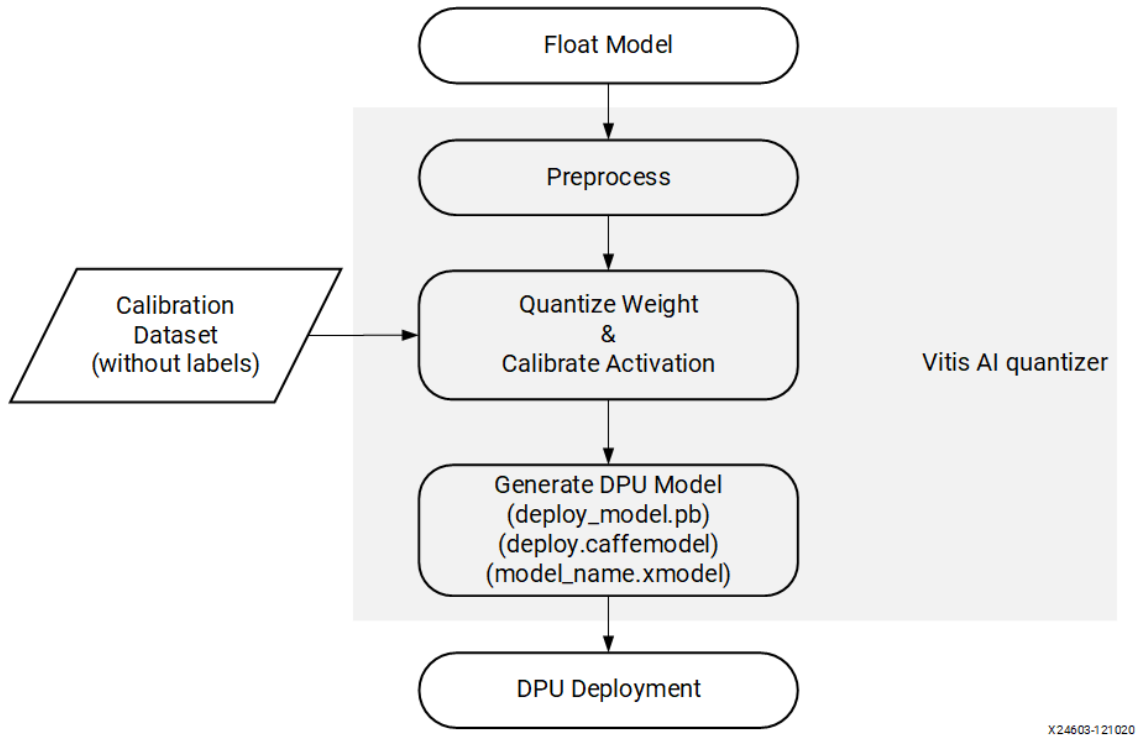 Float Model
Preprocess
Calibration
Dataset
(without labels)
Quantize Weight
&
Calibrate Activation
Vitis AI quantizer
Generate DPU Model
(deploy_model.pb)
(deploy.caffemodel)
(model_name.xmodel)
DPU Deployment
X24603-121020